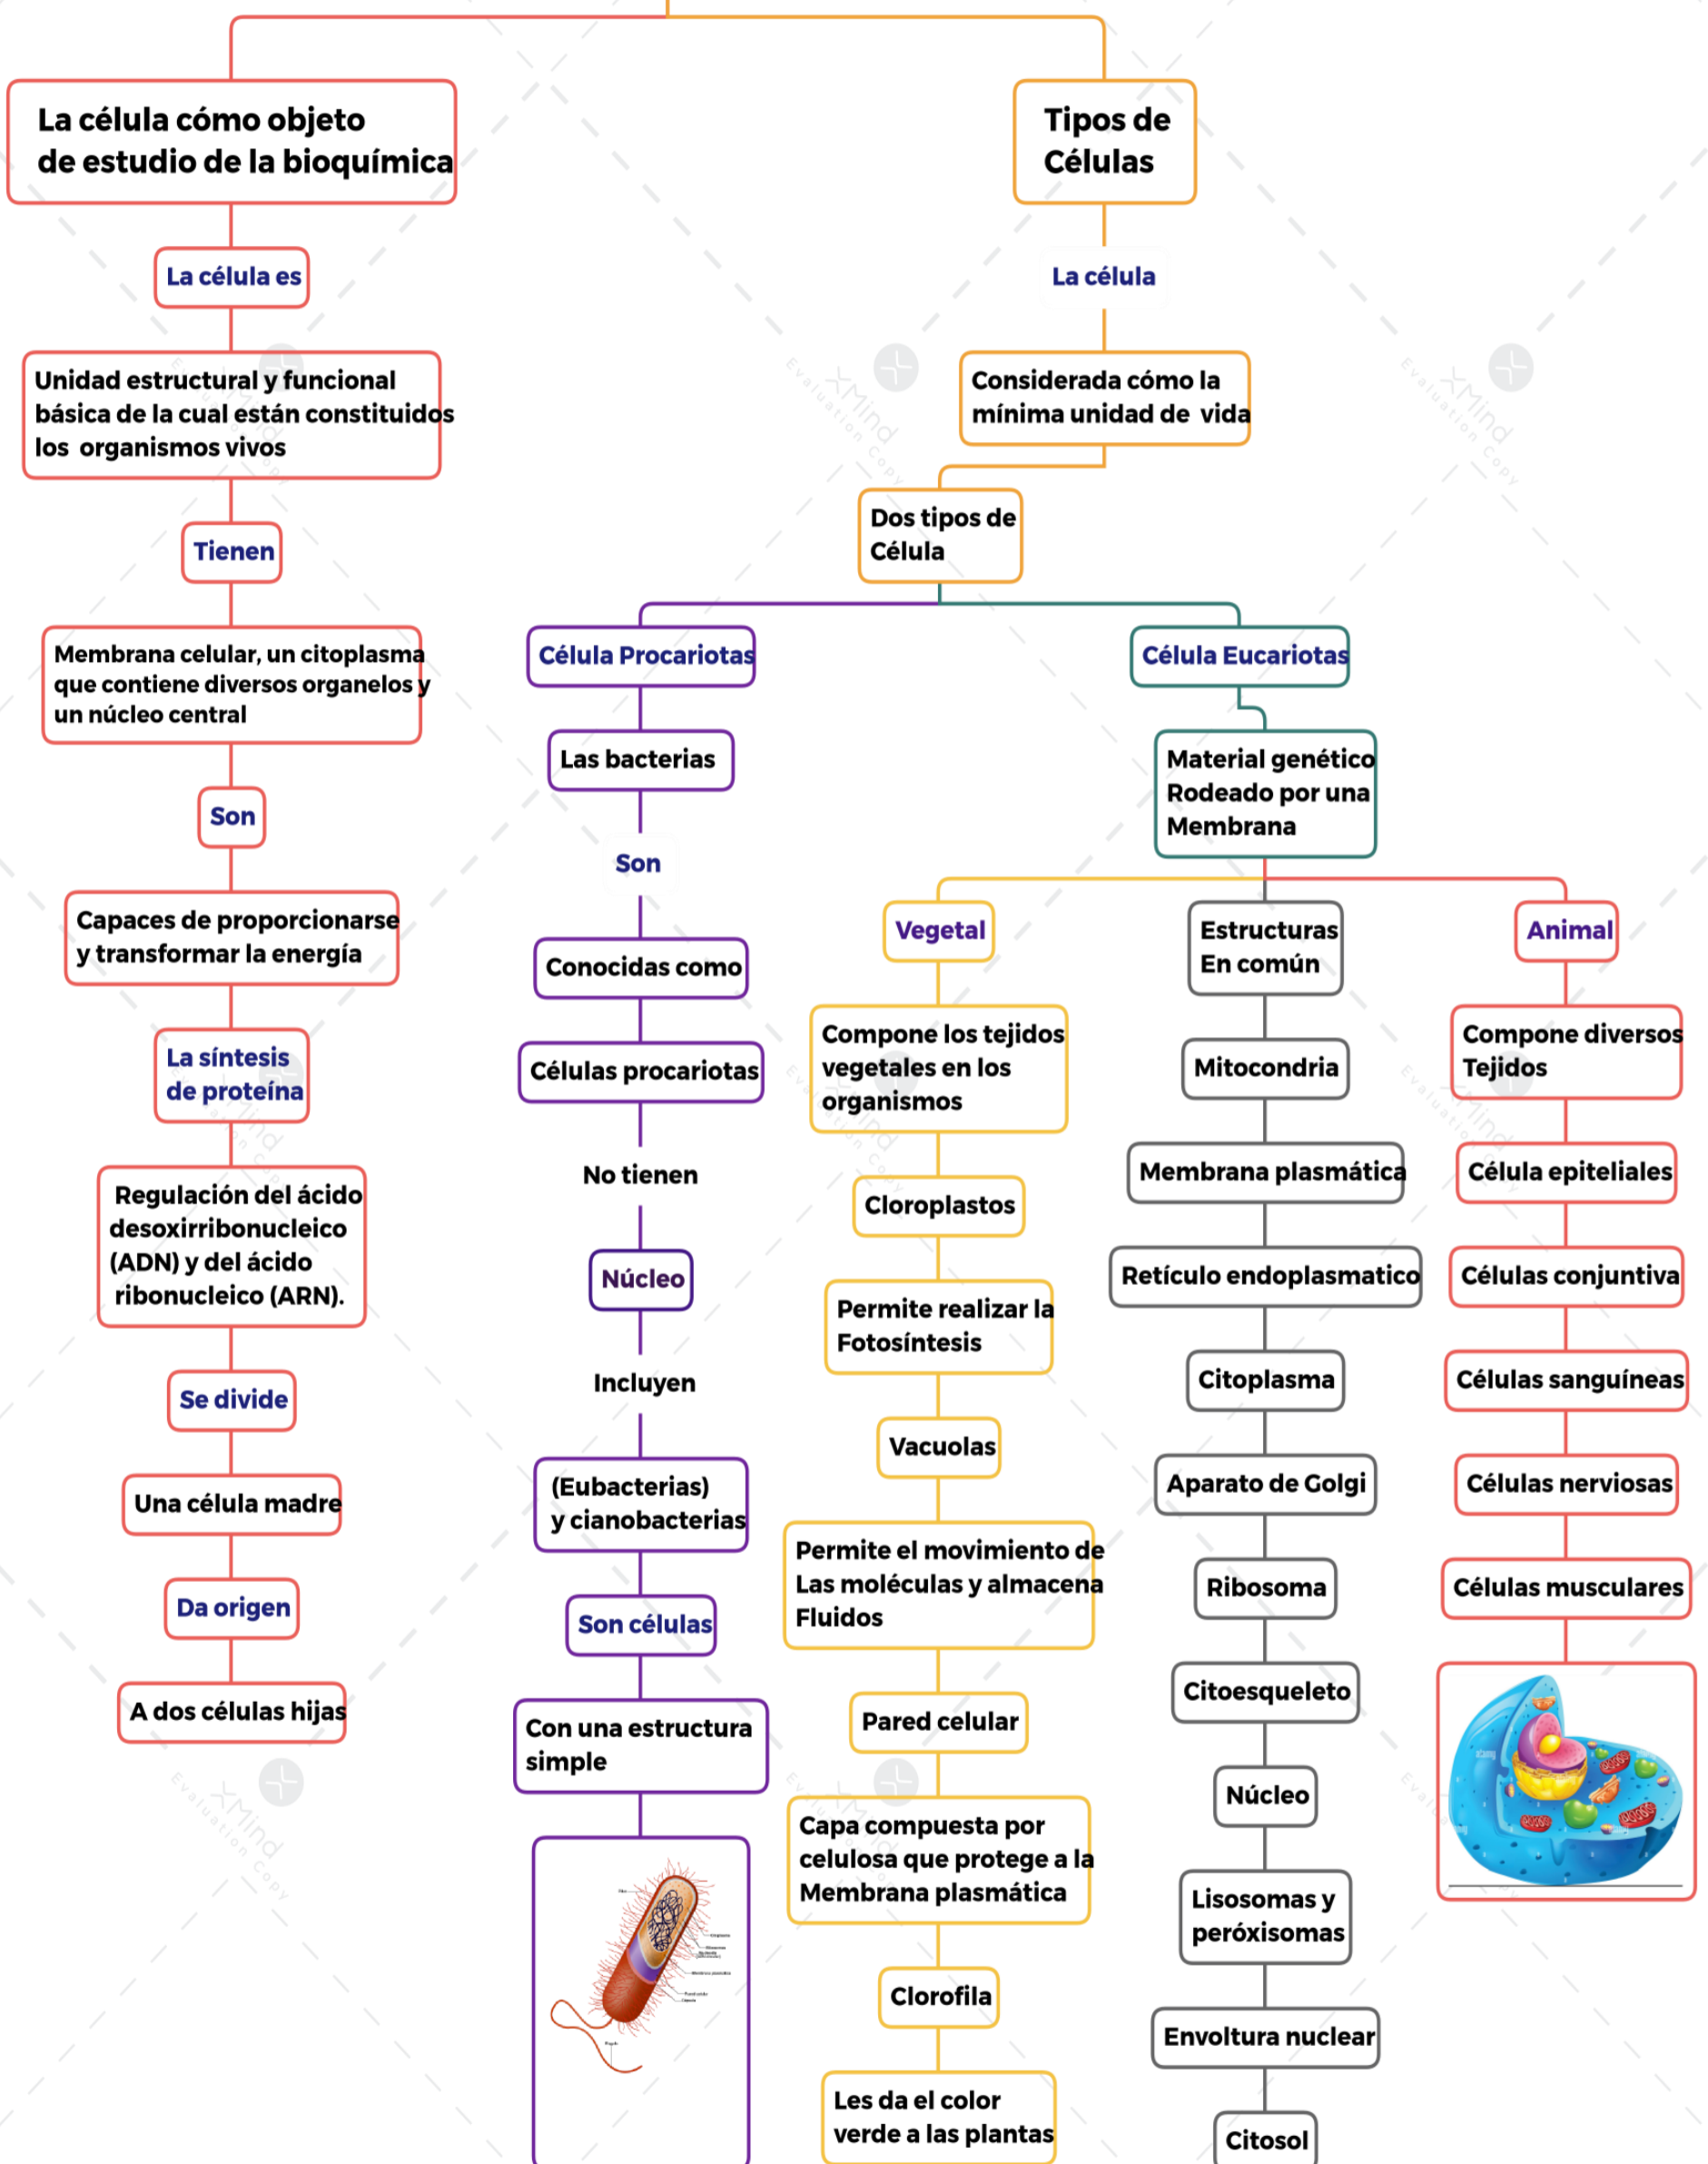 La célula cómo objeto
de estudio de la bioquímica
La célula es
Unidad estructural y funcional
básica de la cual están constituidos
los organismos vivos
Tienen
Membrana celular, un citoplasma
que contiene diversos organelos y
un núcleo central
Son
Capaces de proporcionarse
y transformar la energía
La síntesis
de proteína
Regulación del ácido
desoxirribonucleico
(ADN) y del ácido
ribonucleico (ARN).
Se divide
Una célula madre
Da origen
A dos células hijas
Tipos de
Células
La célula
Considerada cómo la
mínima unidad de vida
Dos tipos de
Célula
Célula Procariotas
Las bacterias
Son
Conocidas como
Células procariotas
No tienen
Núcleo
Incluyen
(Eubacterias)
y cianobacterias
Son células
Con una estructura
simple
Célula Eucariotas
Material genético
Rodeado por una
Membrana
Vegetal
Compone los tejidos
vegetales en los
organismos
Cloroplastos
Permite realizar la
Fotosíntesis
Vacuolas
Permite el movimiento de
Las moléculas y almacena
Fluidos
Pared celular
Capa compuesta por
celulosa que protege a la
Membrana plasmática
Clorofila
Les da el color
verde a las plantas
Estructuras
En común
Mitocondria
Membrana plasmática
Retículo endoplasmatico
Citoplasma
Aparato de Golgi
Ribosoma
Citoesqueleto
Núcleo
Lisosomas y
peróxisomas
Envoltura nuclear
Citosol
Animal
Compone diversos
Tejidos
Célula epiteliales
Células conjuntiva
Células sanguíneas
Células nerviosas
Células musculares
XMind
Evaluation Copy
XMind
Evaluation Copy
XMind
Evaluation Copy